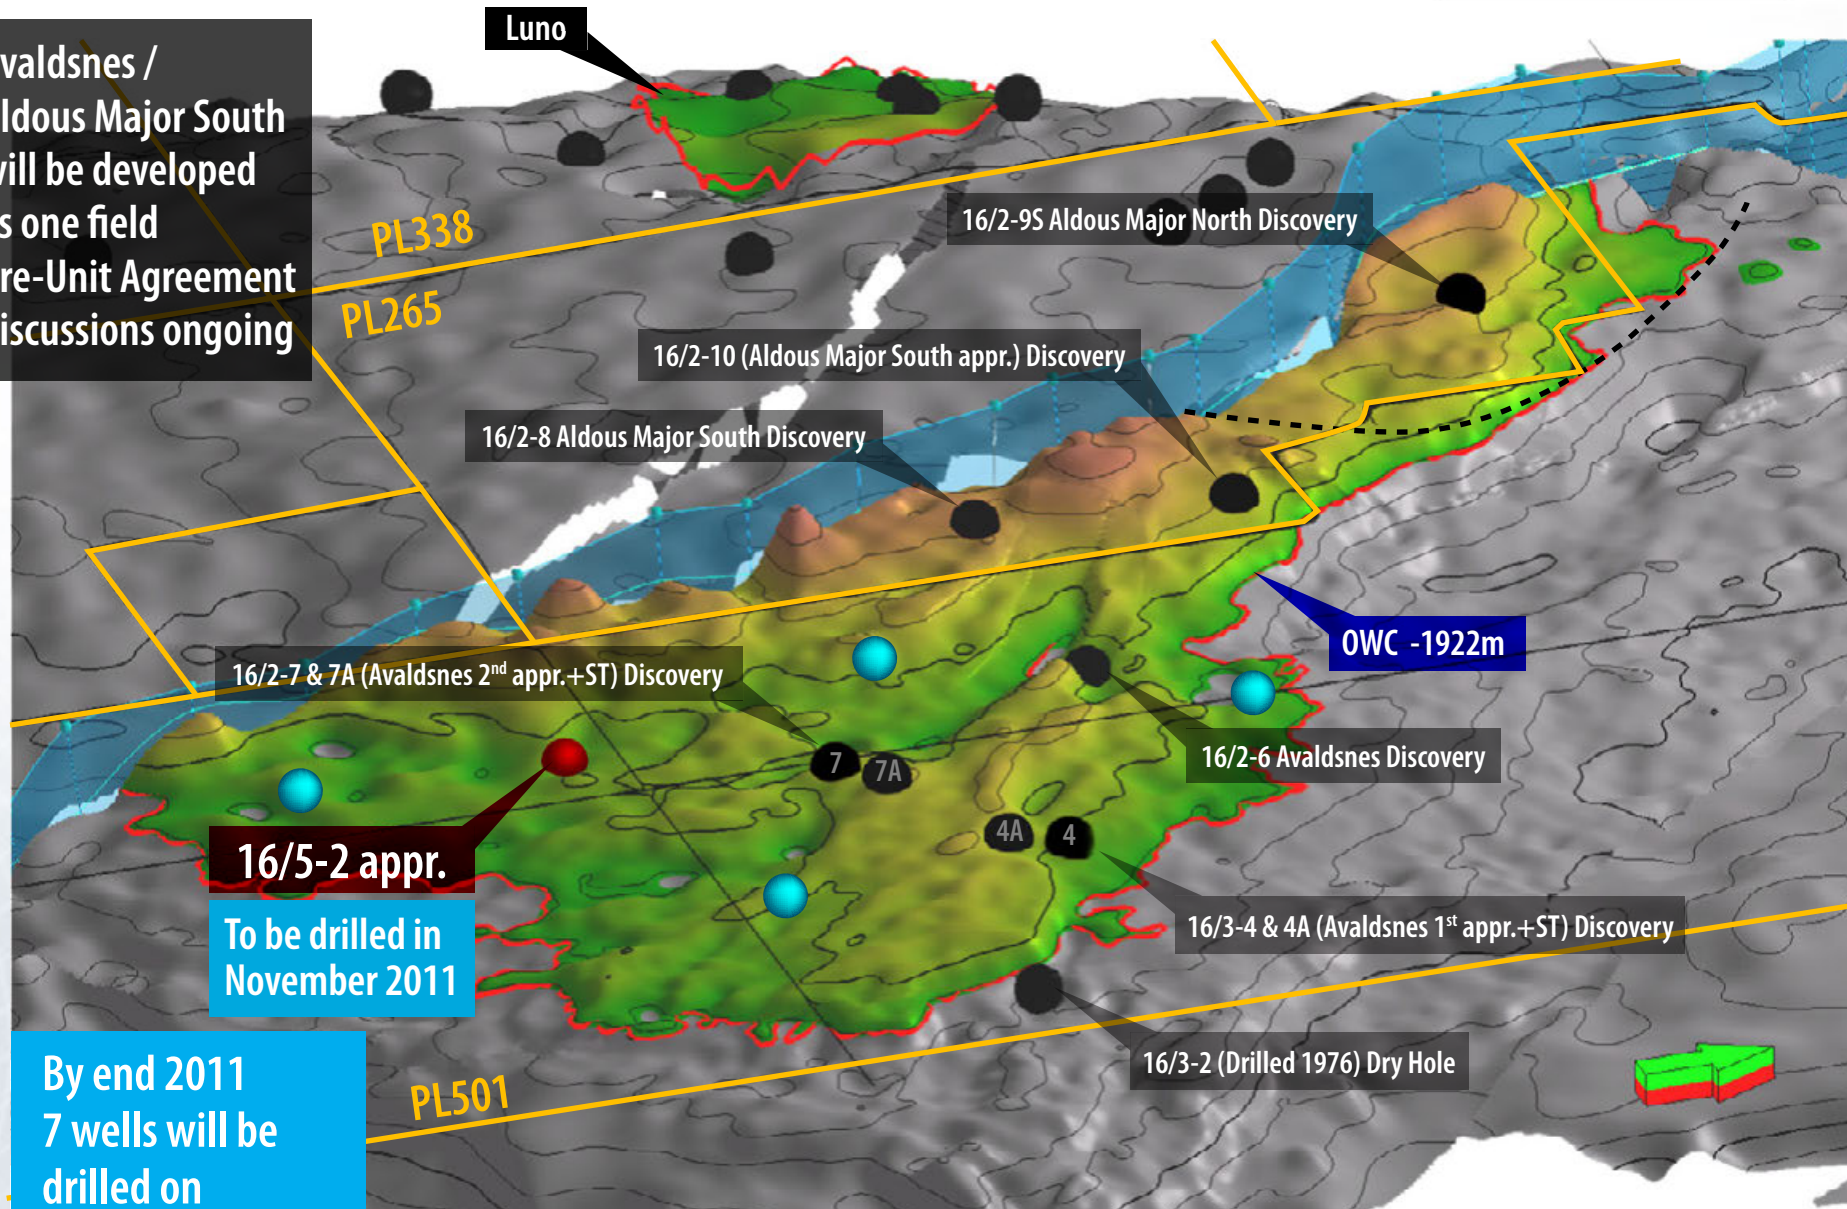 Luno
valdsnes /
ldous Major South
will be developed
s one field
re-Unit Agreement
iscussions ongoing
PL338
PL265
16/2-9S Aldous Major North Discovery
16/2-10 (Aldous Major South appr.) Discovery
16/2-8 Aldous Major South Discovery
OWC -1922m
16/2-7 & 7A (Avaldsnes 2nd appr.+ST) Discovery
16/2-6 Avaldsnes Discovery
7
7A
4A
4
16/5-2 appr.
To be drilled in
November 2011
16/3-4 & 4A (Avaldsnes 1st appr.+ST) Discovery
16/3-2 (Drilled 1976) Dry Hole
PL501
By end 2011
7 wells will be
drilled on